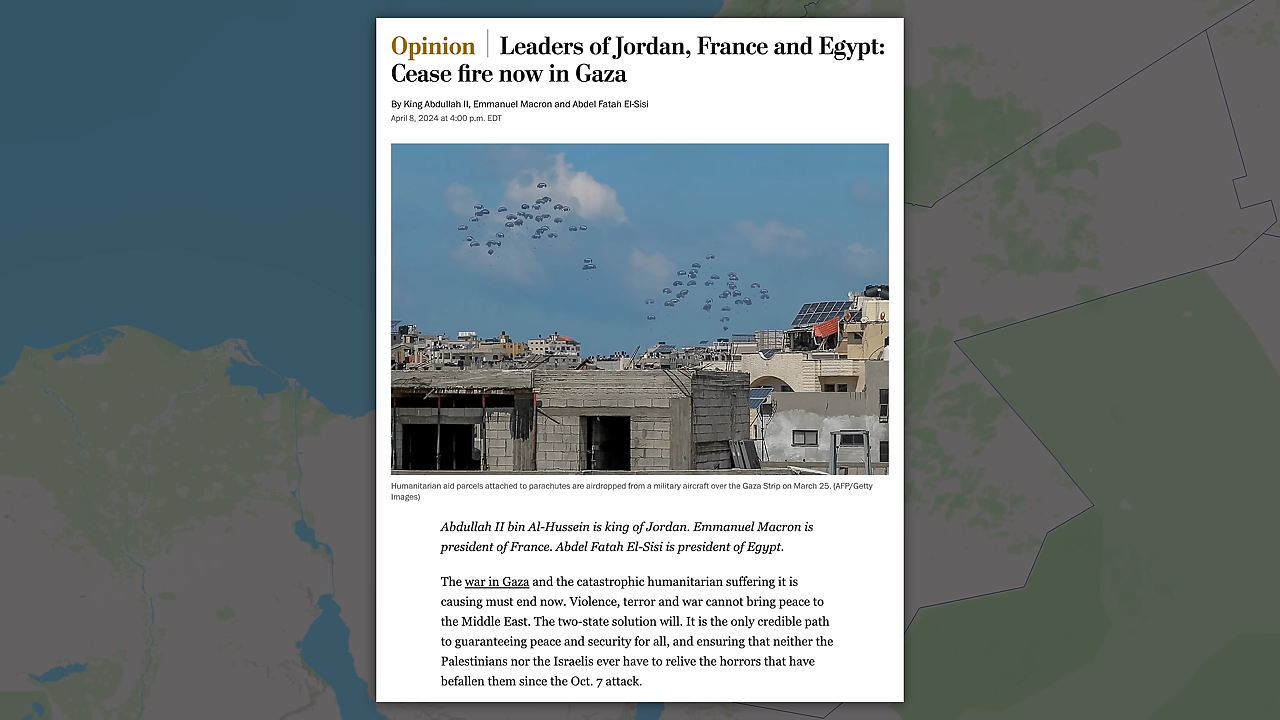 Opinion | Leaders of Jordan, France and Egypt:
Cease fire now in Gaza
By King Abdullah II, Emmanuel Macron and Abdel Fatah El-Sisi
April 8, 2024 at 4:00 p.m. EDT
Humanitarian aid parcels attached to parachutes are airdropped from a military aircraft over the Gaza Strip on March 25. (AFP/Getty
Images)
Abdullah II bin Al-Hussein is king of Jordan. Emmanuel Macron is
president of France. Abdel Fatah El-Sisi is president of Egypt.
The war in Gaza and the catastrophic humanitarian suffering it is
causing must end now. Violence, terror and war cannot bring peace to
the Middle East. The two-state solution will. It is the only credible path
to guaranteeing peace and security for all, and ensuring that neither the
Palestinians nor the Israelis ever have to relive the horrors that have
befallen them since the Oct. 7 attack.